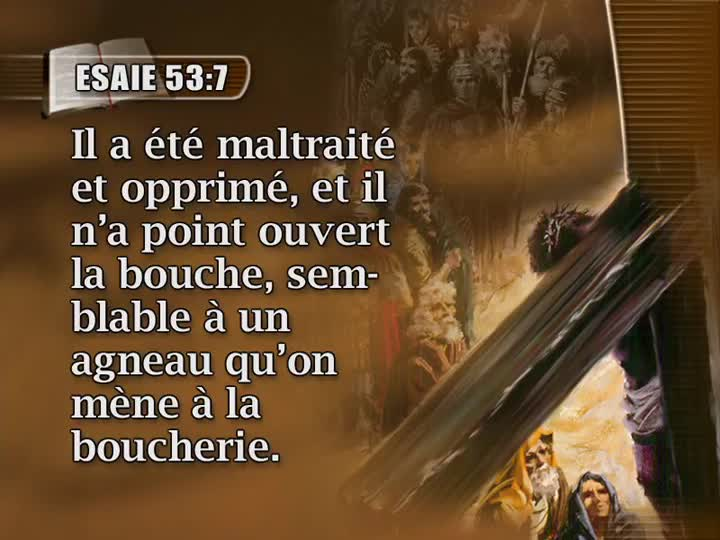 ESAIE 53:7
Il a été maltraité
et opprimé, et il
n’a point ouvert
la bouche, sem-
blable à un
agneau qu’on
mène à la
boucherie.